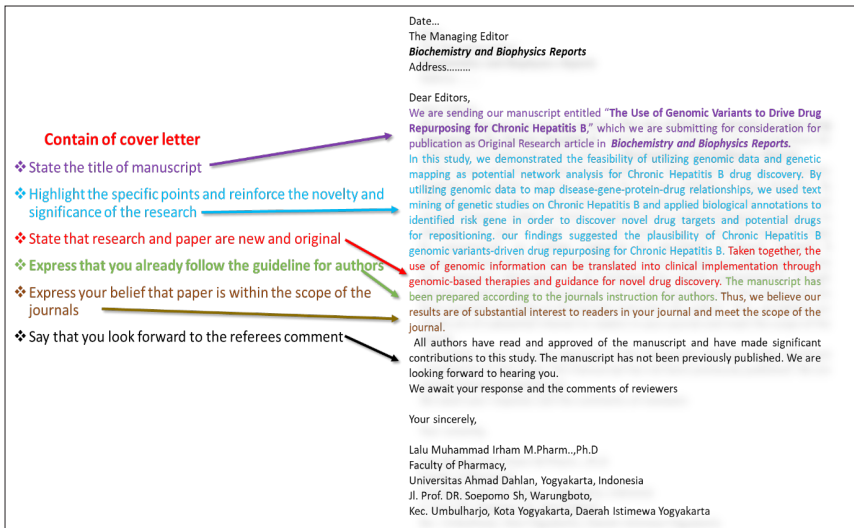 Contain of cover letter
❖ State the title of manuscript
❖ Highlight the specific points and reinforce the novelty and
significance of the research
❖ State that research and paper are new and original
❖ Express that you already follow the guideline for authors
❖ Express your belief that paper is within the scope of the
journals
❖ Say that you look forward to the referees comment
Date...
The Managing Editor
Biochemistry and Biophysics Reports
Address.........
Dear Editors,
We are sending our manuscript entitled “The Use of Genomic Variants to Drive Drug
Repurposing for Chronic Hepatitis B,” which we are submitting for consideration for
publication as Original Research article in Biochemistry and Biophysics Reports.
In this study, we demonstrated the feasibility of utilizing genomic data and genetic
mapping as potential network analysis for Chronic Hepatitis B drug discovery. By
utilizing genomic data to map disease-gene-protein-drug relationships, we used text
mining of genetic studies on Chronic Hepatitis B and applied biological annotations to
identified risk gene in order to discover novel drug targets and potential drugs
for repositioning. our findings suggested the plausibility of Chronic Hepatitis B
genomic variants-driven drug repurposing for Chronic Hepatitis B. Taken together, the
use of genomic information can be translated into clinical implementation through
genomic-based therapies and guidance for novel drug discovery. The manuscript has
been prepared according to the journals instruction for authors. Thus, we believe our
results are of substantial interest to readers in your journal and meet the scope of the
journal.
All authors have read and approved of the manuscript and have made significant
contributions to this study. The manuscript has not been previously published. We are
looking forward to hearing you.
We await your response and the comments of reviewers
Your sincerely,
Lalu Muhammad Irham M.Pharm..,Ph.D
Faculty of Pharmacy,
Universitas Ahmad Dahlan, Yogyakarta, Indonesia
Jl. Prof. DR. Soepomo Sh, Warungboto,
Kec. Umbulharjo, Kota Yogyakarta, Daerah Istimewa Yogyakarta